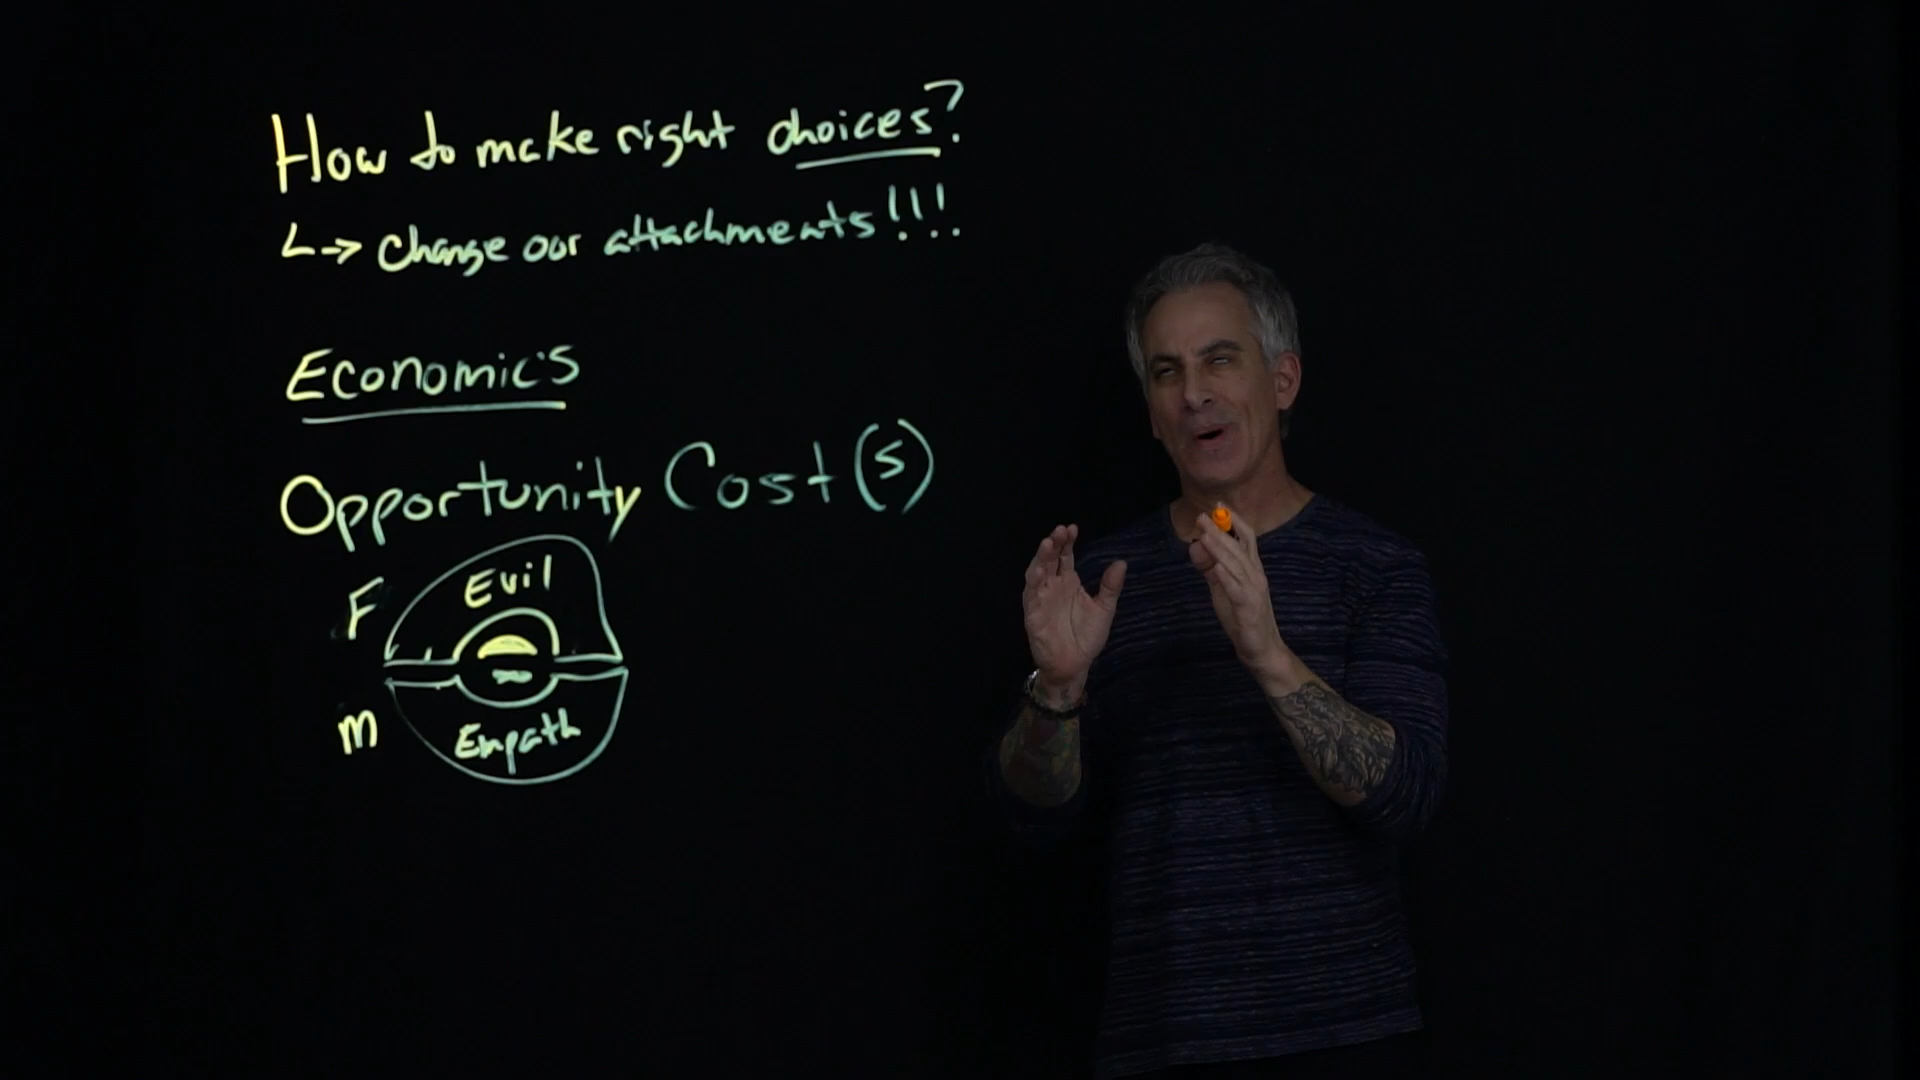 How to make right choices?
↳ change our attachments!!!
Economics
Opportunity Cost(s)
F
Evil
m
Empath